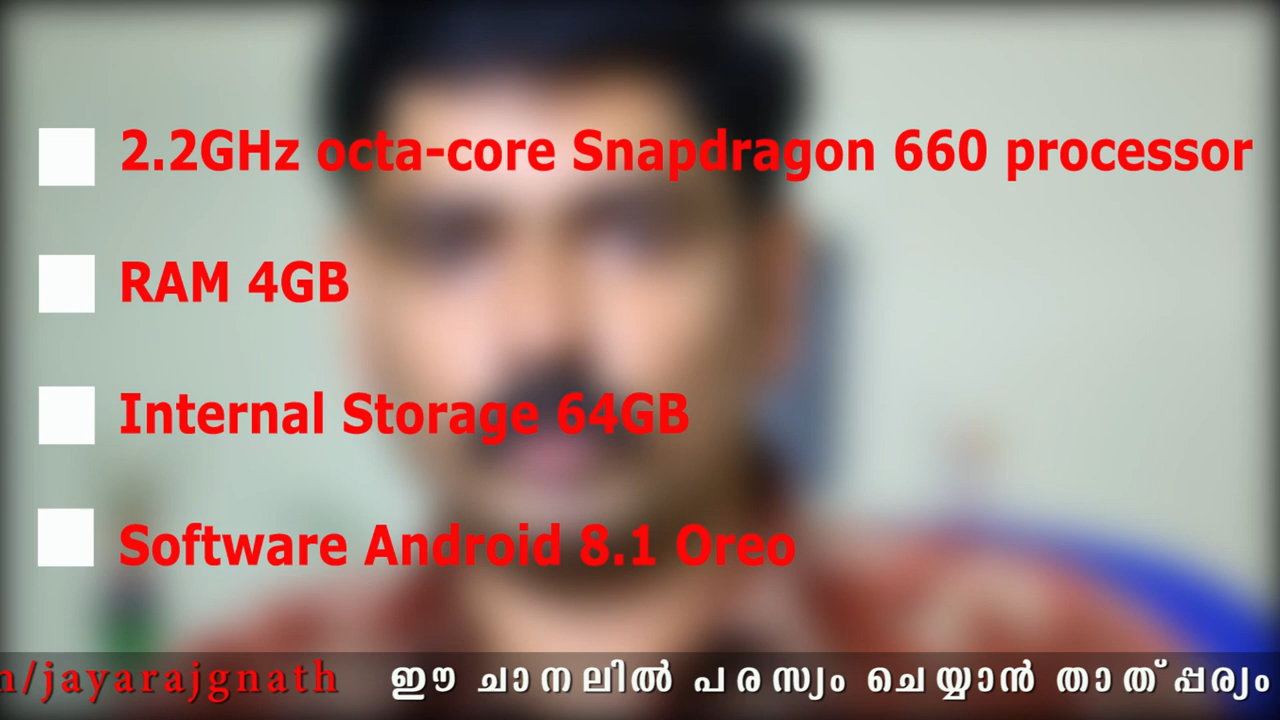 2.2GHz octa-core Snapdragon 660 processor
RAM 4GB
Internal Storage 64GB
Software Android 8.1 Oreo
/jayarajgnath ഈ ചാനലിൽ പരസ്യം ചെയ്യാൻ താത്പ്പര്യം